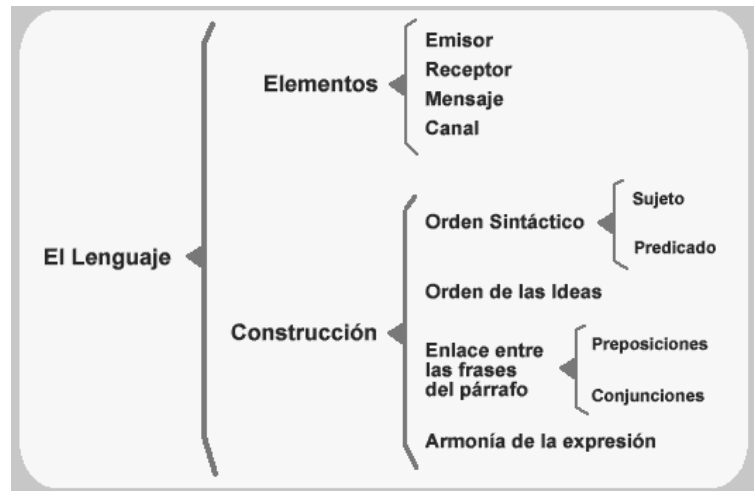 El Lenguaje
Elementos
Emisor
Receptor
Mensaje
Canal
Construcción
Orden Sintáctico
Sujeto
Predicado
Orden de las Ideas
Enlace entre
las frases
del párrafo
Preposiciones
Conjunciones
Armonía de la expresión